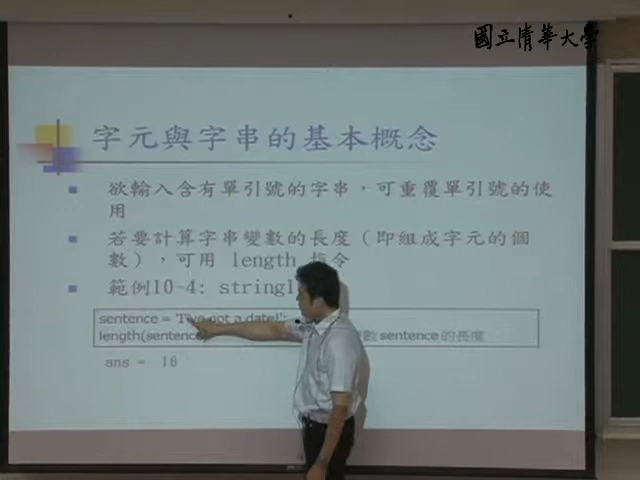 國立清華大學
字元與字串的基本概念
欲輸入含有單引號的字串，可重覆單引號的使
用
若要計算字串變數的長度（即組成字元的個
數），可用 length 指令
範例10-4: stringl
sentence = 'I've not a date!';
length(sentence) 數 sentence 的長度
ans = 16